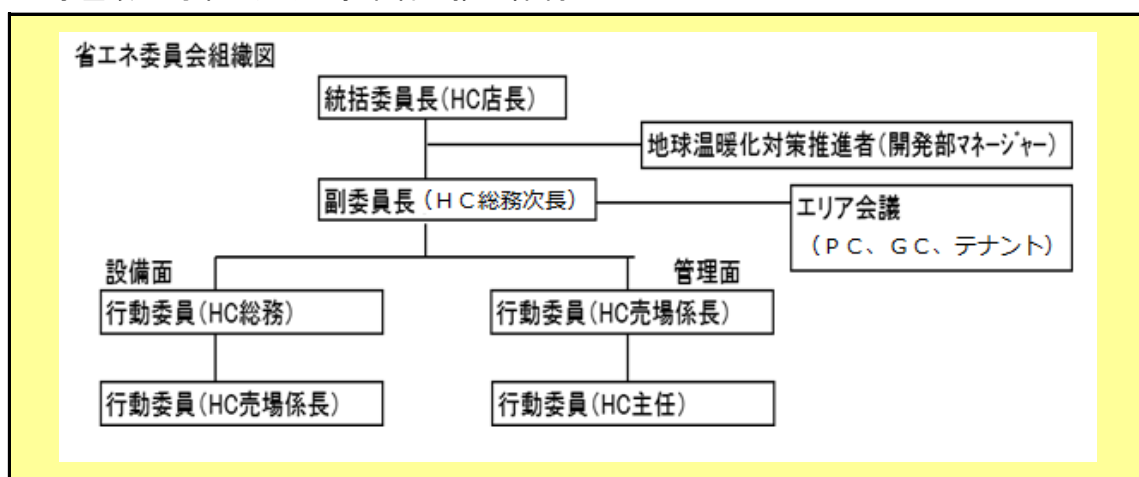 省エネ委員会組織図
統括委員長(HC店長)
地球温暖化対策推進者(開発部ﾏﾈｰｼﾞｬｰ)
副委員長(ＨＣ総務次長)
エリア会議
(ＰＣ、ＧＣ、テナント)
設備面
管理面
行動委員(HC総務)
行動委員(HC売場係長)
行動委員(HC売場係長)
行動委員(HC主任)